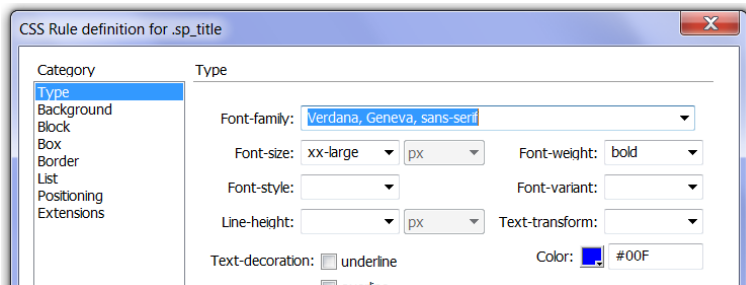 CSS Rule definition for .sp_title
Category
Type
Type
Background
Block
Box
Border
List
Positioning
Extensions
Font-family: Verdana, Geneva, sans-serif
Font-size: xx-large px Font-weight: bold
Font-style: Font-variant:
Line-height: px Text-transform:
Text-decoration: underline Color: #00F